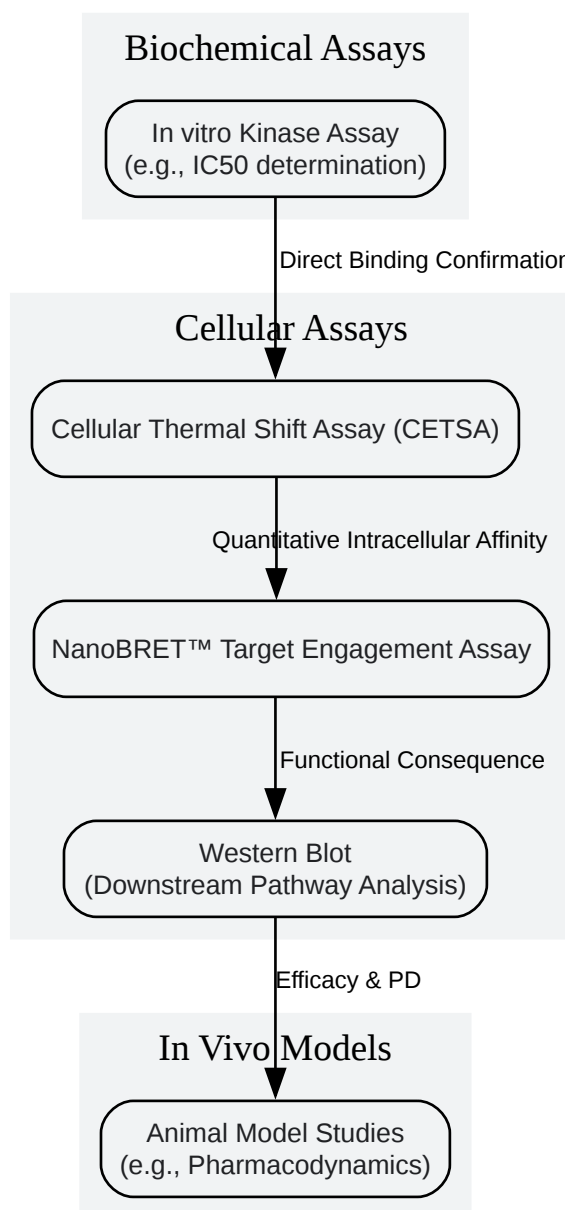 Biochemical Assays
In vitro Kinase Assay
(e.g., IC50 determination)
Direct Binding Confirmation
Cellular Assays
Cellular Thermal Shift Assay (CETSA)
Quantitative Intracellular Affinity
NanoBRET™ Target Engagement Assay
Functional Consequence
Western Blot
(Downstream Pathway Analysis)
Efficacy & PD
In Vivo Models
Animal Model Studies
(e.g., Pharmacodynamics)